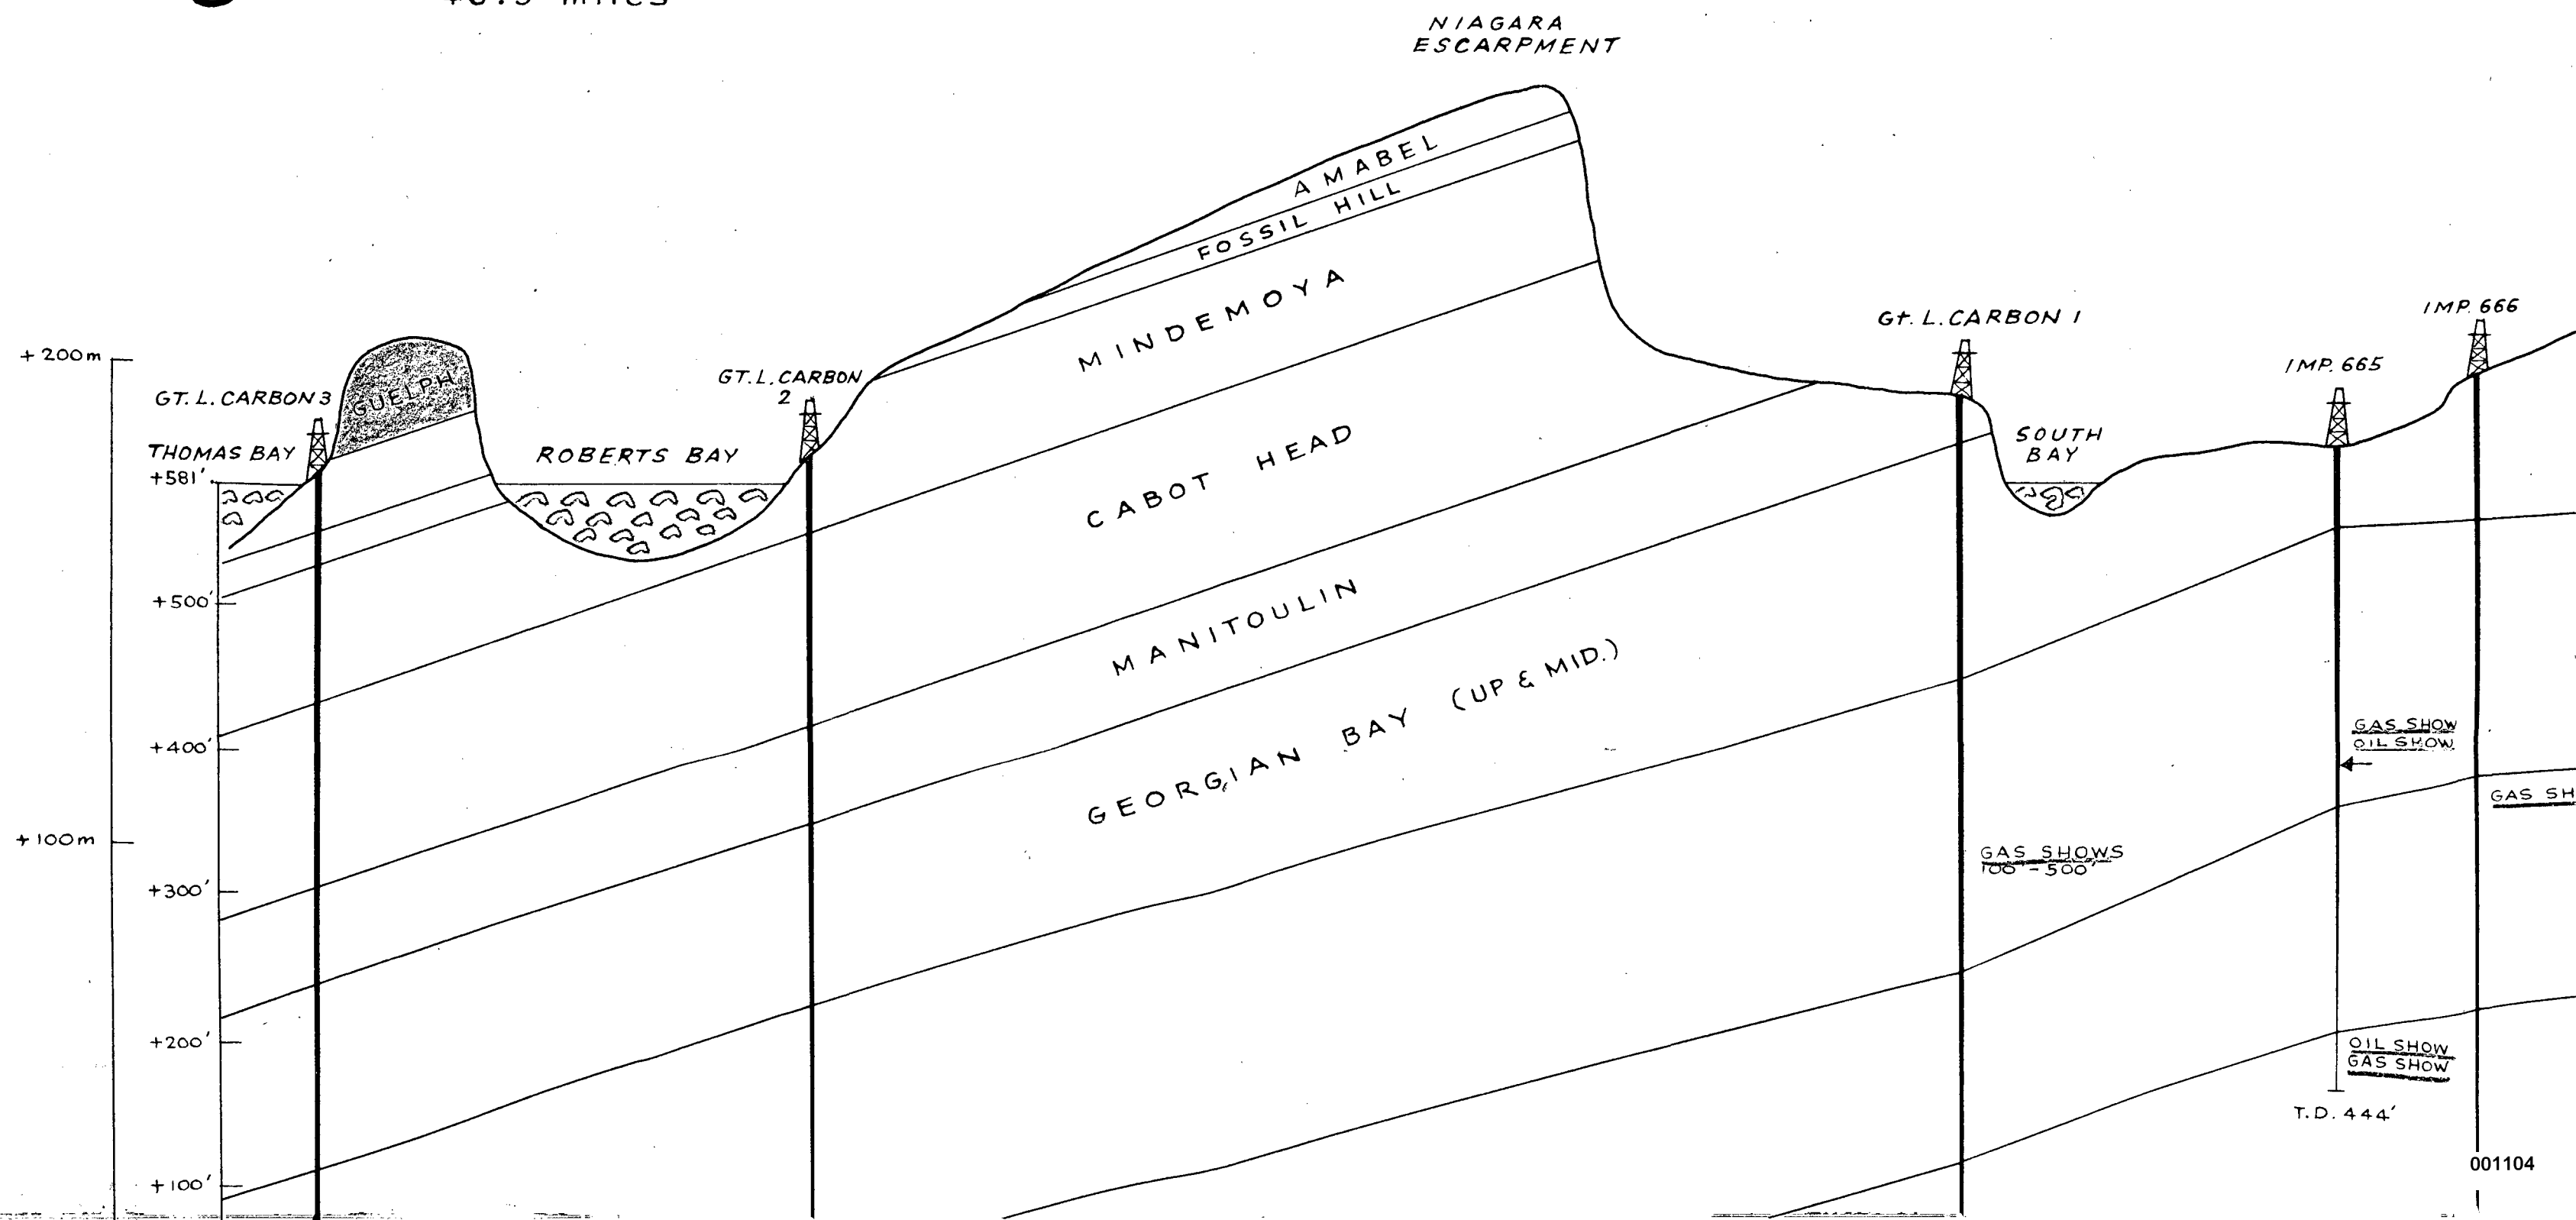 NIAGARA
ESCARPMENT
AMABEL
FOSSIL HILL
MINDEMOYA
CABOT HEAD
MANITOULIN
GEORGIAN BAY (UP & MID.)
+200m
+100m
GT. L. CARBON 3
THOMAS BAY
+581'
+500'
+400'
+300'
+200'
+100'
GUELPH
ROBERTS BAY
GT. L. CARBON
2
Gt. L. CARBON 1
SOUTH
BAY
IMP. 665
IMP. 666
GAS SHOWS
100'-500'
GAS SHOW
OIL SHOW
GAS SH
OIL SHOW
GAS SHOW
T.D. 444'
001104